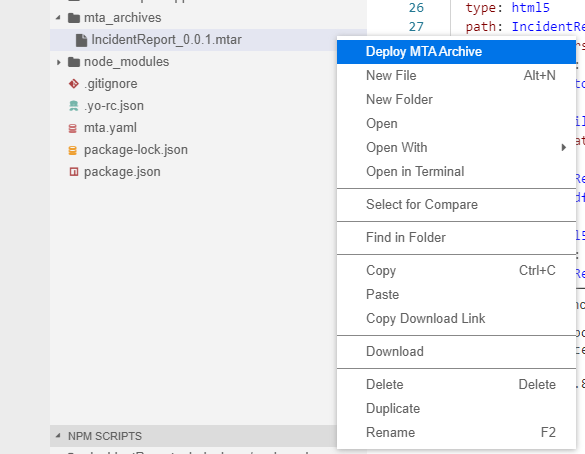 mta_archives
IncidentReport_0.0.1.mtar
node_modules
.gitignore
.yo-rc.json
mta.yaml
package-lock.json
package.json
NPM SCRIPTS
26 type: html5
27 path: IncidentRe
Deploy MTA Archive
New File Alt+N
New Folder
Open
Open With
Open in Terminal
Select for Compare
Find in Folder
Copy Ctrl+C
Paste
Copy Download Link
Download
Delete Delete
Duplicate
Rename F2